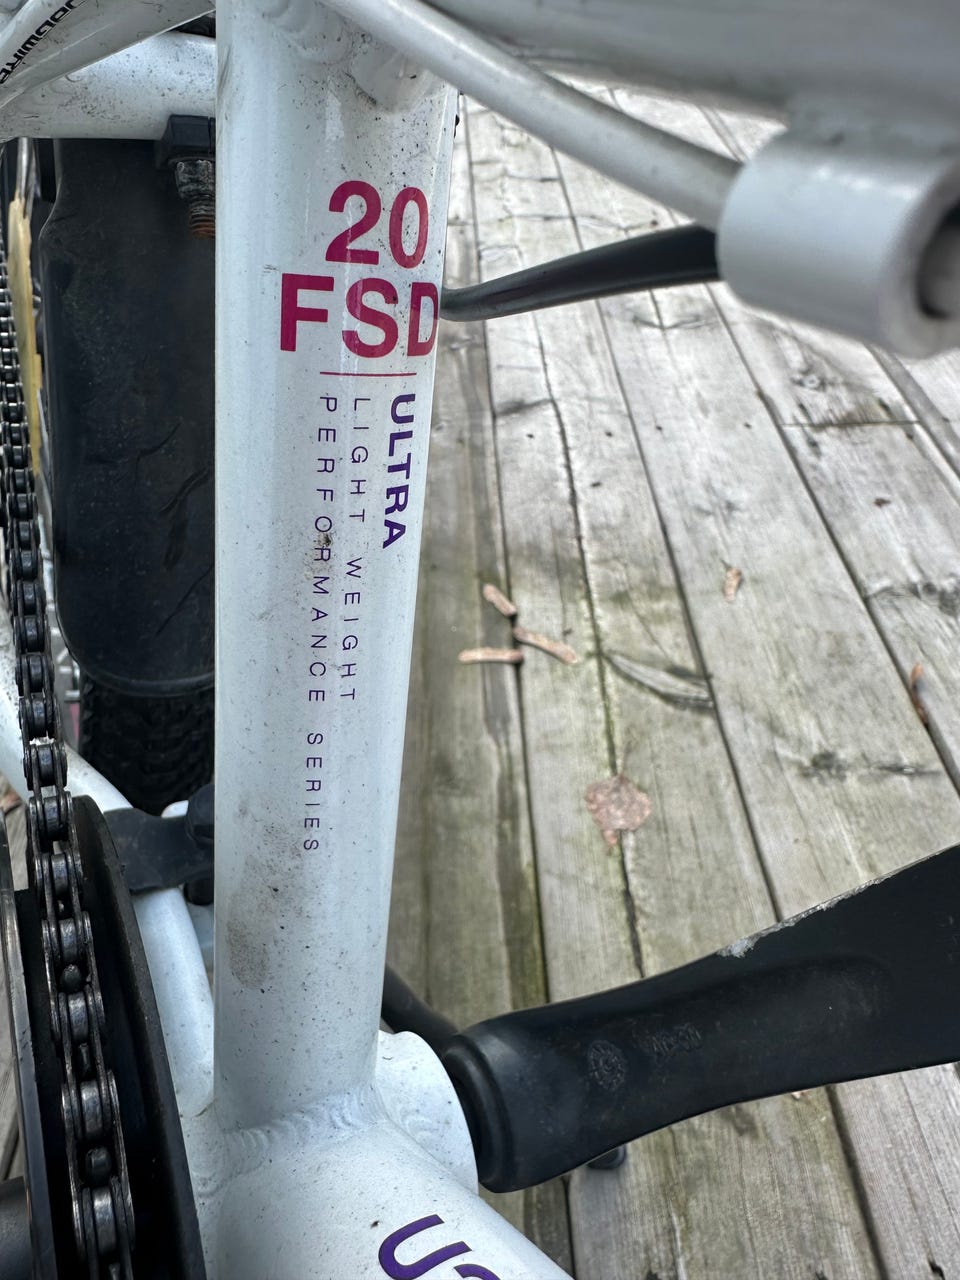 20
FSD
ULTRA
LIGHT WEIGHT
PERFORMANCE SERIES